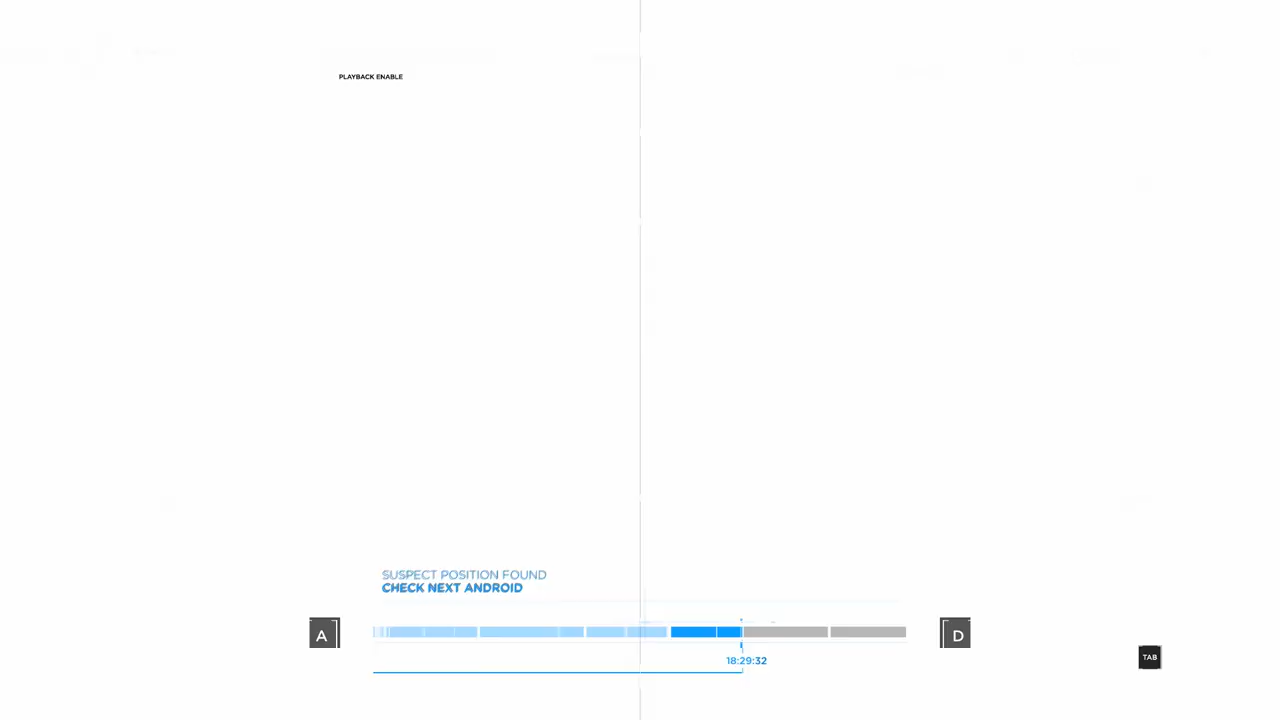 PLAYBACK ENABLE
SUSPECT POSITION FOUND
CHECK NEXT ANDROID
A
D
18:29:32
TAB